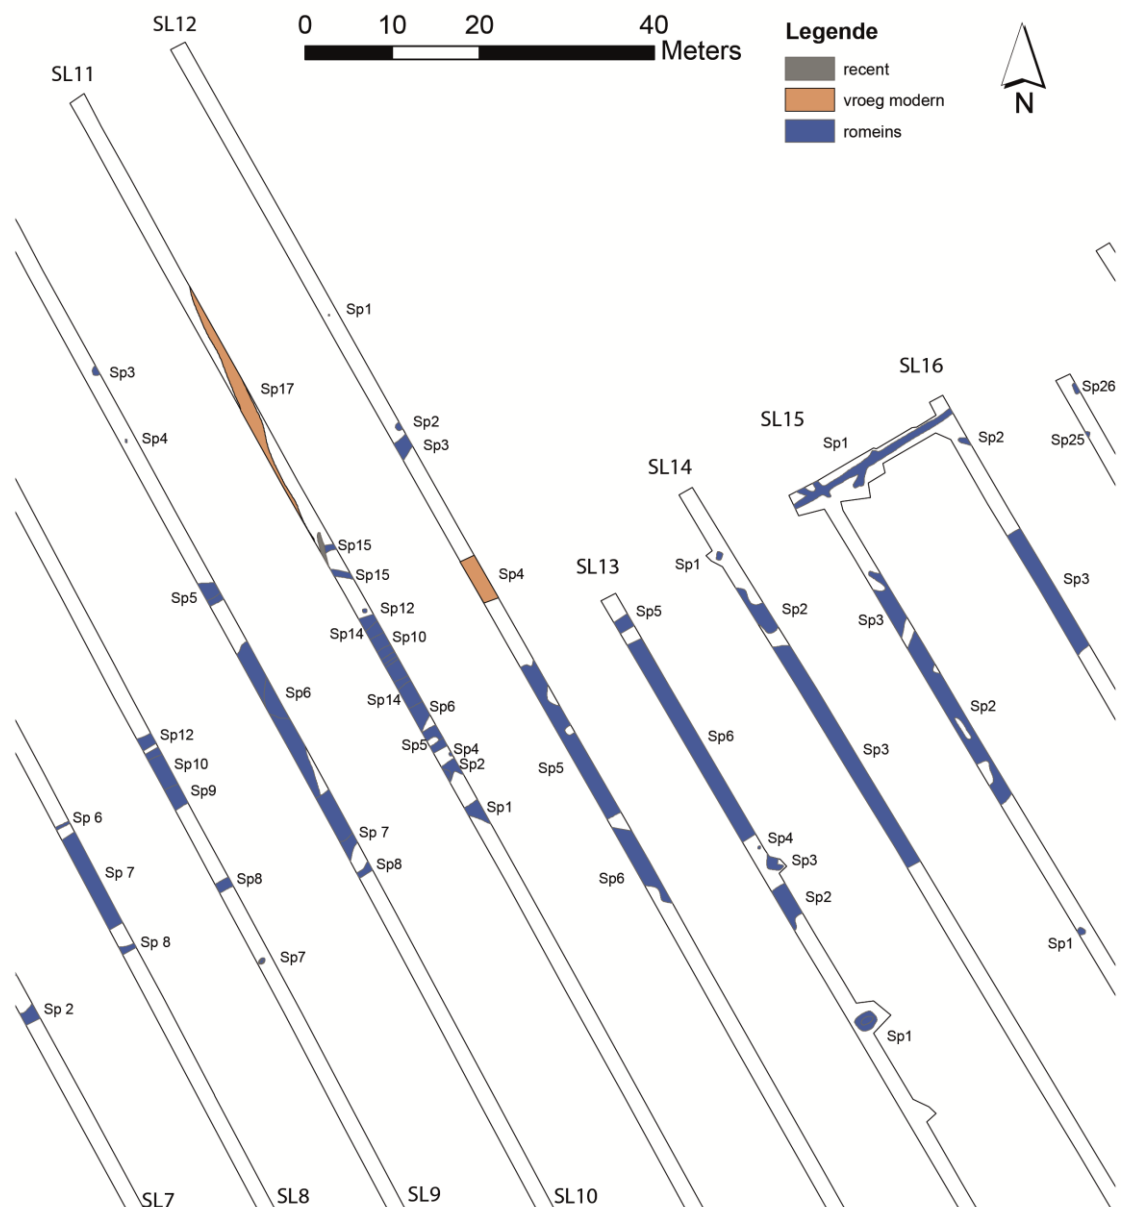 SL12
0 10 20 40
Meters
Legende
recent
vroeg modern
romeins
N
SL11
Sp1
Sp3
Sp17
Sp2
Sp3
Sp4
SL16
SL15
Sp1
Sp2
Sp26
Sp25
SL14
Sp15
Sp15
Sp1
SL13
Sp4
Sp3
Sp5
Sp12
Sp14
Sp10
Sp5
Sp2
Sp3
Sp6
Sp14
Sp6
Sp5
Sp4
Sp2
Sp5
Sp6
Sp3
Sp2
Sp12
Sp10
Sp9
Sp1
Sp 6
Sp 7
Sp 7
Sp8
Sp4
Sp3
Sp8
Sp6
Sp2
Sp 8
Sp7
Sp1
Sp 2
Sp1
SL7
SL8
SL9
SL10